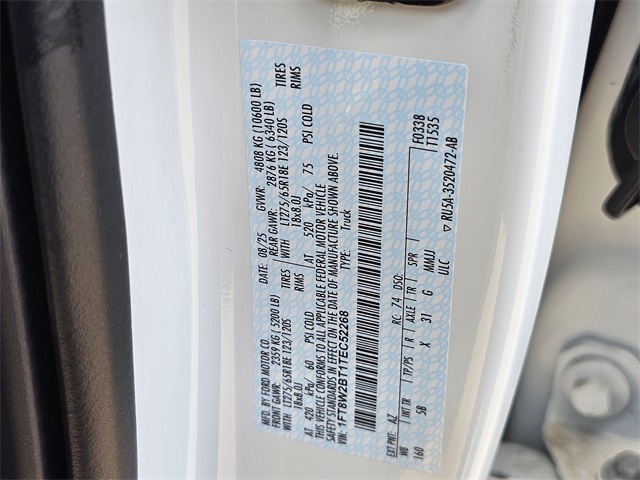 MFD. BY FORD MOTOR CO. DATE: 08/25 GVWR: 4808 KG (10600 LB)
FRONT GAWR: 2359 KG (5200 LB) REAR GAWR: 2876 KG (6340 LB)
LT275/65R18E 123/120S TIRES WITH LT275/65R18E 123/120S TIRES
18x8.0J RIMS 18x8.0J RIMS
AT 420 kPa/ 60 PSI COLD AT 520 kPa/ 75 PSI COLD
THIS VEHICLE CONFORMS TO ALL APPLICABLE FEDERAL MOTOR VEHICLE
SAFETY STANDARDS IN EFFECT ON THE DATE OF MANUFACTURE SHOWN ABOVE.
VIN: 1FT8W2BT1TEC52268 TYPE: Truck
F0338
T1535
EXT PNT: AZ RC: 74 DSO:
WB INT TR TP/PS R AXLE TR SPR
160 58 X 31 G MMJJ
ULC
▽ RU5A-3520472-AB